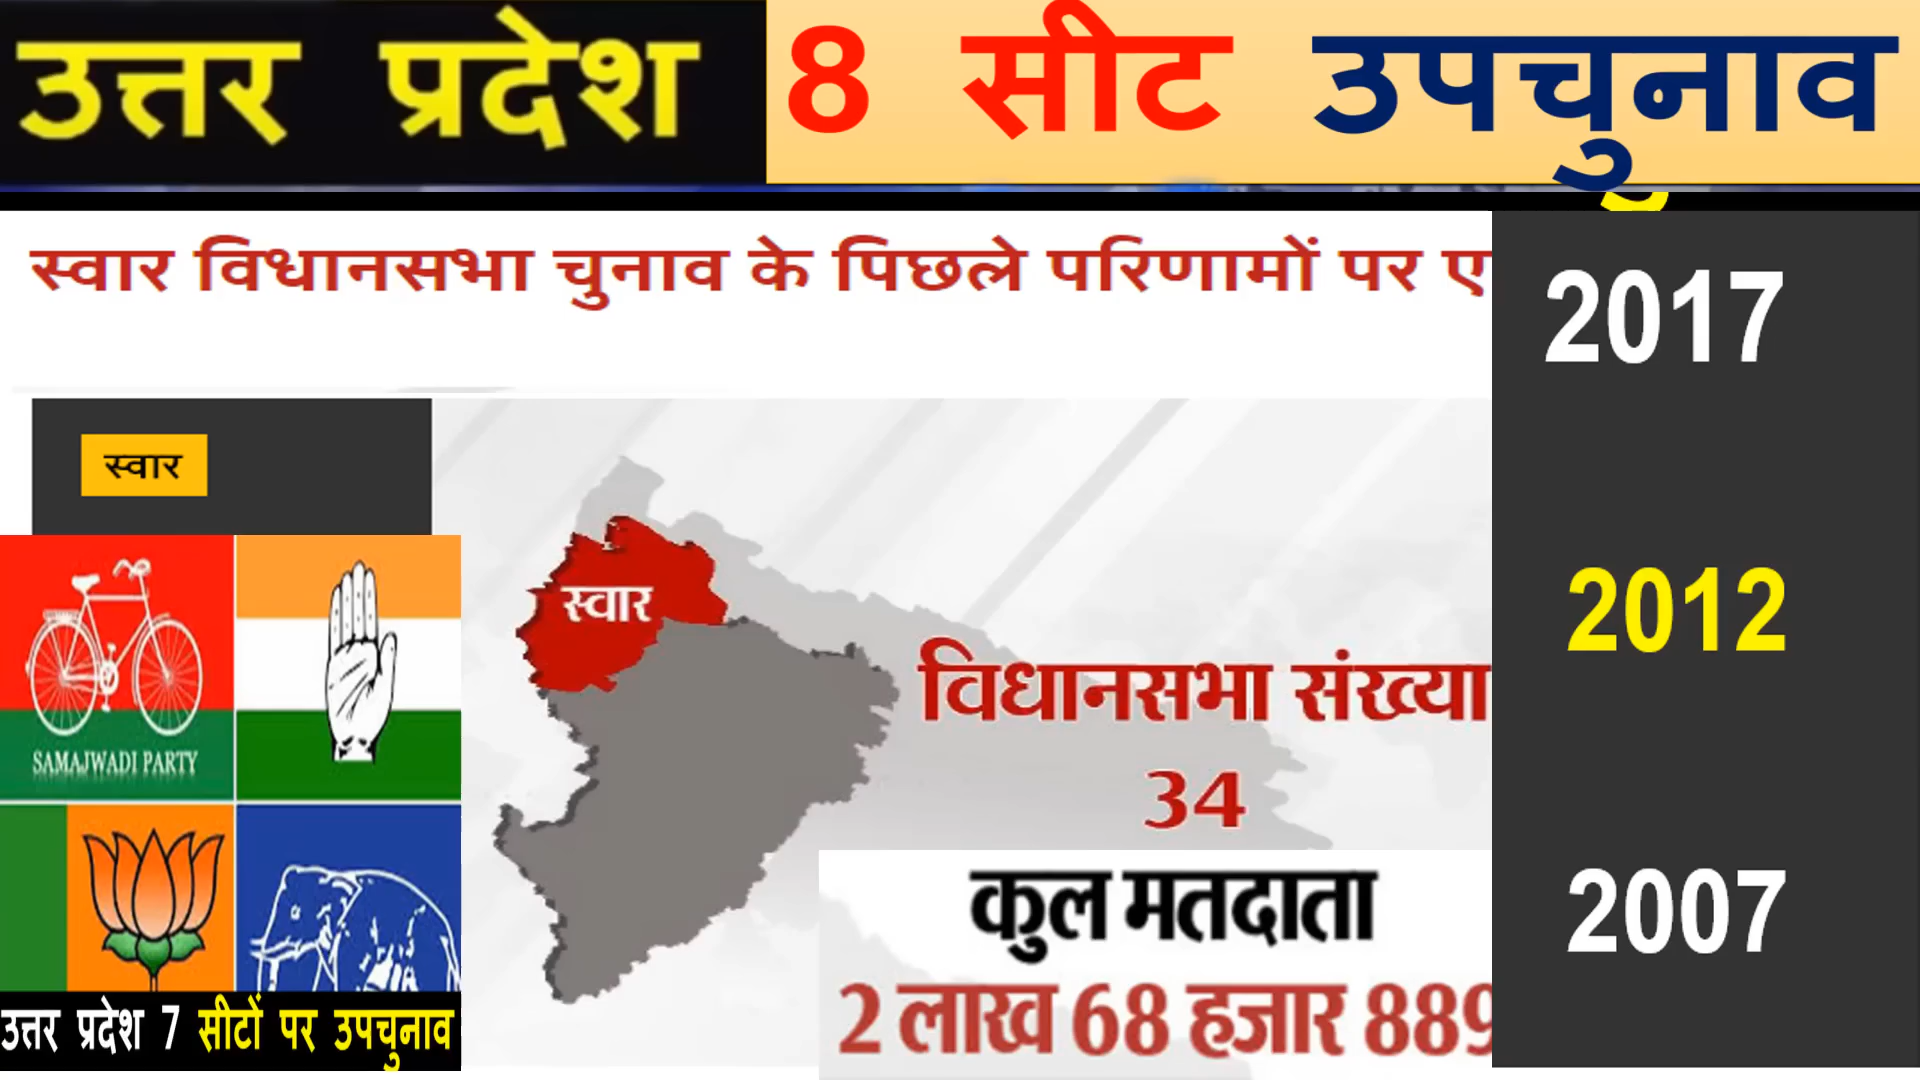 उत्तर प्रदेश 8 सीट उपचुनाव
स्वार विधानसभा चुनाव के पिछले परिणामों पर ए
2017
स्वार
स्वार
2012
विधानसभा संख्या
34
SAMAJWADI PARTY
कुल मतदाता
2007
2 लाख 68 हजार 889
उत्तर प्रदेश 7 सीटों पर उपचुनाव